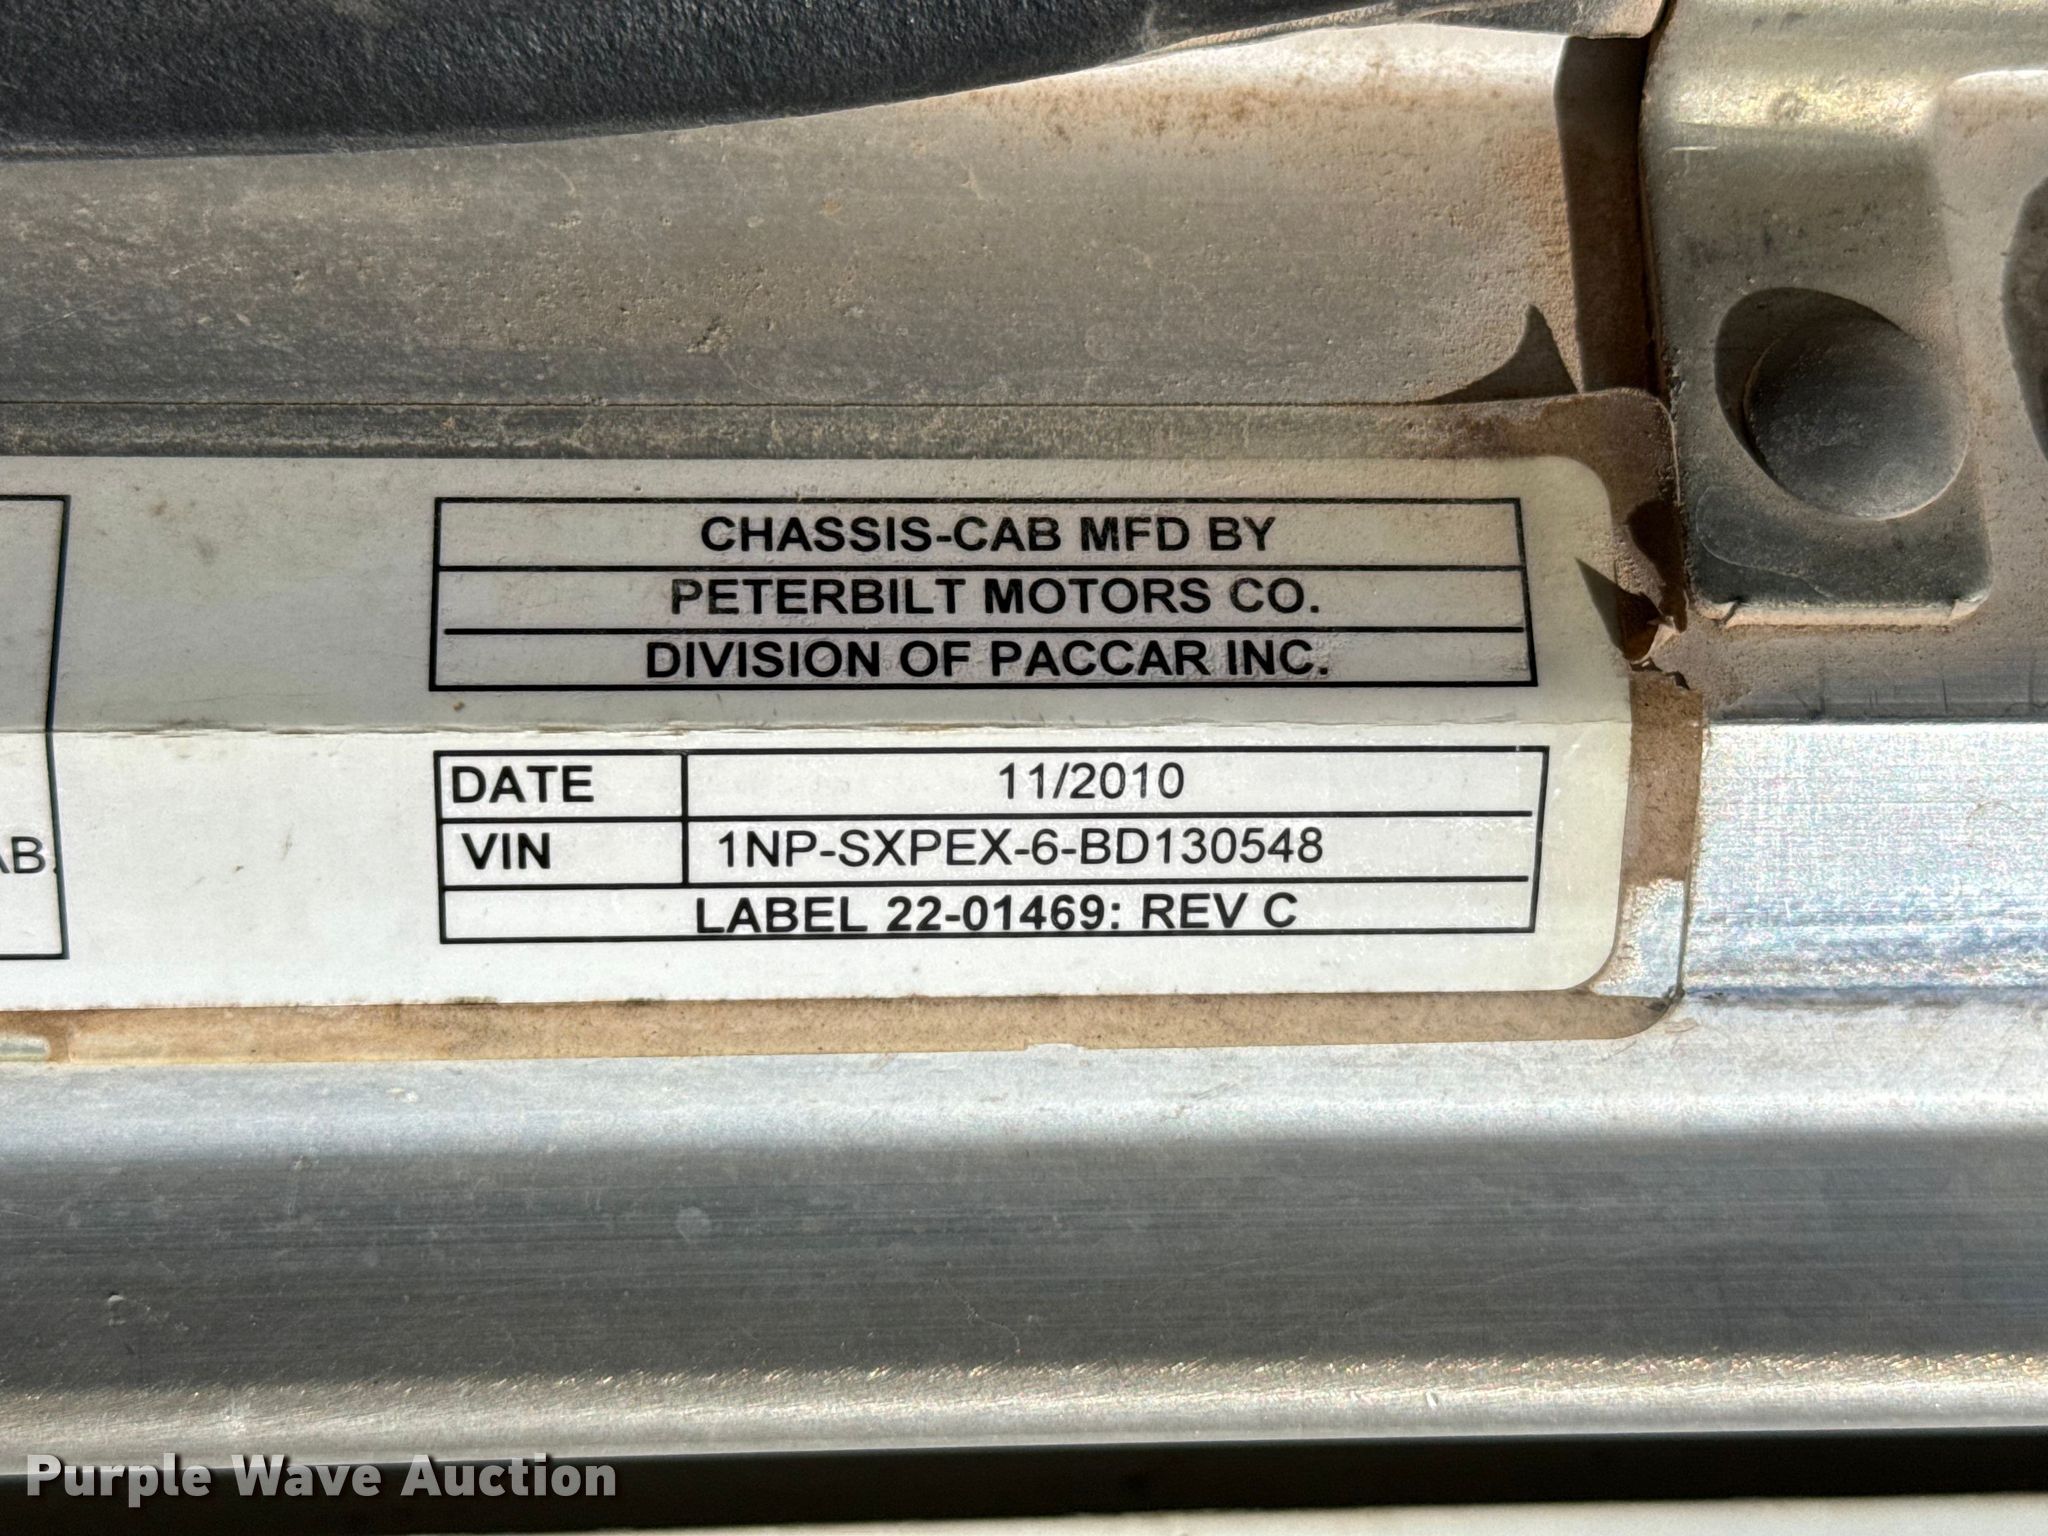 CHASSIS-CAB MFD BY
PETERBILT MOTORS CO.
DIVISION OF PACCAR INC.
DATE 11/2010
VIN 1NP-SXPEX-6-BD130548
LABEL 22-01469: REV C
AB.
Purple Wave Auction